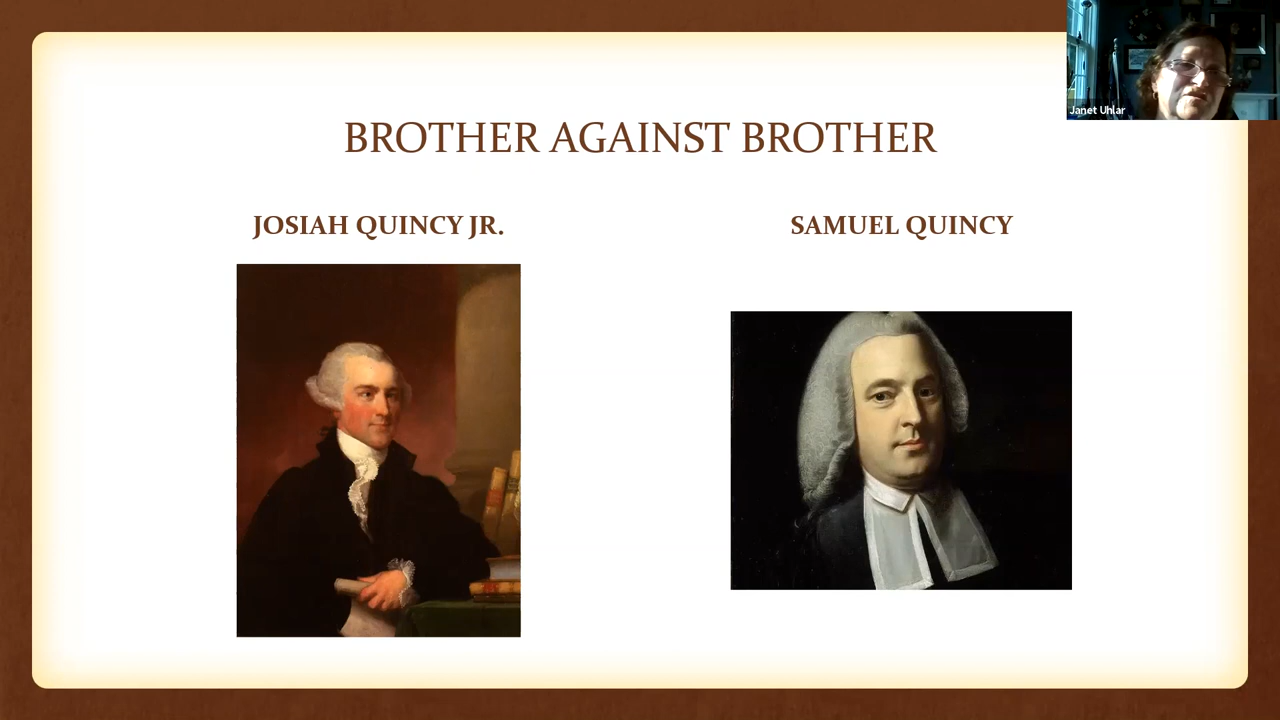 Janet Uhlar
BROTHER AGAINST BROTHER
JOSIAH QUINCY JR.
SAMUEL QUINCY